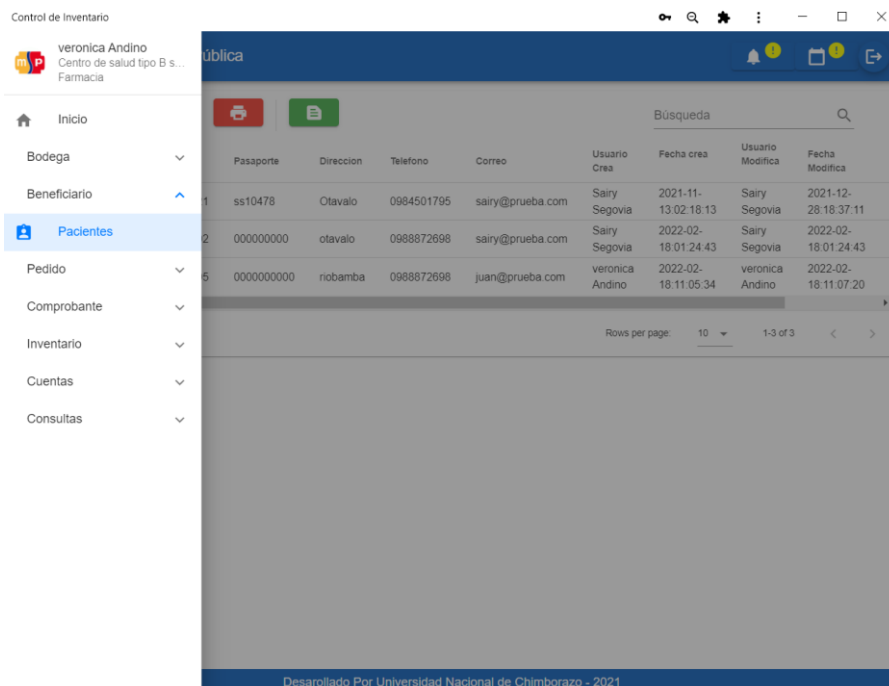 Control de Inventario
veronica Andino
Centro de salud tipo B s...
Farmacia
Inicio
Bodega
Beneficiario
Pacientes
Pedido
Comprobante
Inventario
Cuentas
Consultas
ública
Búsqueda
Pasaporte Direccion Telefono Correo Usuario Crea Fecha crea Usuario Modifica Fecha Modifica
1 ss10478 Otavalo 0984501795 sairy@prueba.com Sairy Segovia 2021-11-13:02:18:13 Sairy Segovia 2021-12-28:18:37:11
2 000000000 otavalo 0988872698 sairy@prueba.com Sairy Segovia 2022-02-18:01:24:43 Sairy Segovia 2022-02-18:01:24:43
5 0000000000 riobamba 0988872698 juan@prueba.com veronica Andino 2022-02-18:11:05:34 veronica Andino 2022-02-18:11:07:20
Rows per page: 10 1-3 of 3
Desarollado Por Universidad Nacional de Chimborazo - 2021